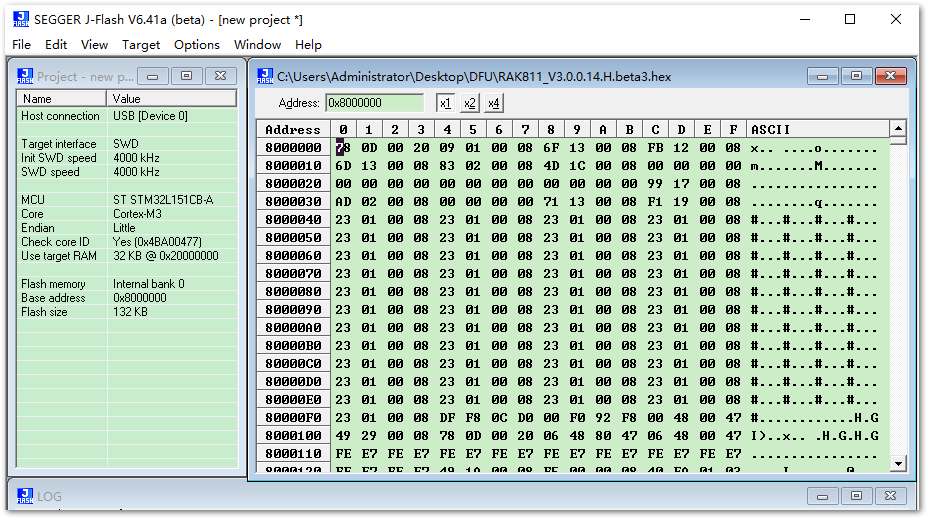 SEGGER J-Flash V6.41a (beta) - [new project *]
File Edit View Target Options Window Help
Project - new p...
Name Value
Host connection USB [Device 0]
Target interface SWD
Init SWD speed 4000 kHz
SWD speed 4000 kHz
MCU ST STM32L151CB-A
Core Cortex-M3
Endian Little
Check core ID Yes (0x4BA00477)
Use target RAM 32 KB @ 0x20000000
Flash memory Internal bank 0
Base address 0x8000000
Flash size 132 KB
C:\Users\Administrator\Desktop\DFU\RAK811_V3.0.0.14.H.beta3.hex
Address: 0x8000000 x1 x2 x4
Address 0 1 2 3 4 5 6 7 8 9 A B C D E F ASCII
8000000 78 0D 00 20 09 01 00 08 6F 13 00 08 FB 12 00 08 x.. ....o.......
8000010 6D 13 00 08 83 02 00 08 4D 1C 00 08 00 00 00 00 m.......M.......
8000020 00 00 00 00 00 00 00 00 00 00 00 00 99 17 00 08 ................
8000030 AD 02 00 08 00 00 00 00 71 13 00 08 F1 19 00 08 ........q.......
8000040 23 01 00 08 23 01 00 08 23 01 00 08 23 01 00 08 #...#...#...#...
8000050 23 01 00 08 23 01 00 08 23 01 00 08 23 01 00 08 #...#...#...#...
8000060 23 01 00 08 23 01 00 08 23 01 00 08 23 01 00 08 #...#...#...#...
8000070 23 01 00 08 23 01 00 08 23 01 00 08 23 01 00 08 #...#...#...#...
8000080 23 01 00 08 23 01 00 08 23 01 00 08 23 01 00 08 #...#...#...#...
8000090 23 01 00 08 23 01 00 08 23 01 00 08 23 01 00 08 #...#...#...#...
80000A0 23 01 00 08 23 01 00 08 23 01 00 08 23 01 00 08 #...#...#...#...
80000B0 23 01 00 08 23 01 00 08 23 01 00 08 23 01 00 08 #...#...#...#...
80000C0 23 01 00 08 23 01 00 08 23 01 00 08 23 01 00 08 #...#...#...#...
80000D0 23 01 00 08 23 01 00 08 23 01 00 08 23 01 00 08 #...#...#...#...
80000E0 23 01 00 08 23 01 00 08 23 01 00 08 23 01 00 08 #...#...#...#...
80000F0 23 01 00 08 DF F8 0C D0 00 F0 92 F8 00 48 00 47 #............H.G
8000100 49 29 00 08 78 0D 00 20 06 48 80 47 06 48 00 47 I)..x.. .H.G.H.G
8000110 FE E7 FE E7 FE E7 FE E7 FE E7 FE E7 FE E7 FE E7 ................
LOG